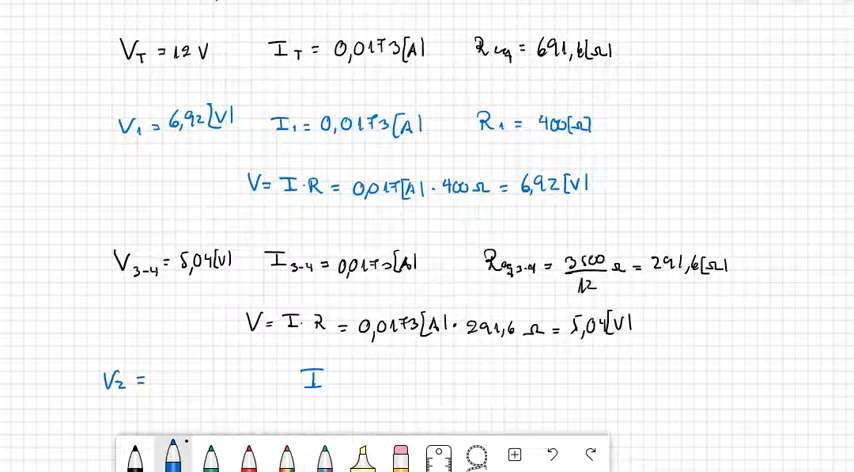 V_T = 12 V I_T = 0,0173[A] R_eq = 691,6[Ω]
V_1 = 6,92[V] I_1 = 0,0173[A] R_1 = 400[Ω]
V = I · R = 0,017[A] · 400 Ω = 6,92[V]
V_3-4 = 5,04[V] I_3-4 = 0,0173[A] R_eq3-4 = 3500/12 Ω = 291,6[Ω]
V = I · R = 0,0173[A] · 291,6 Ω = 5,04[V]
V_2 = I